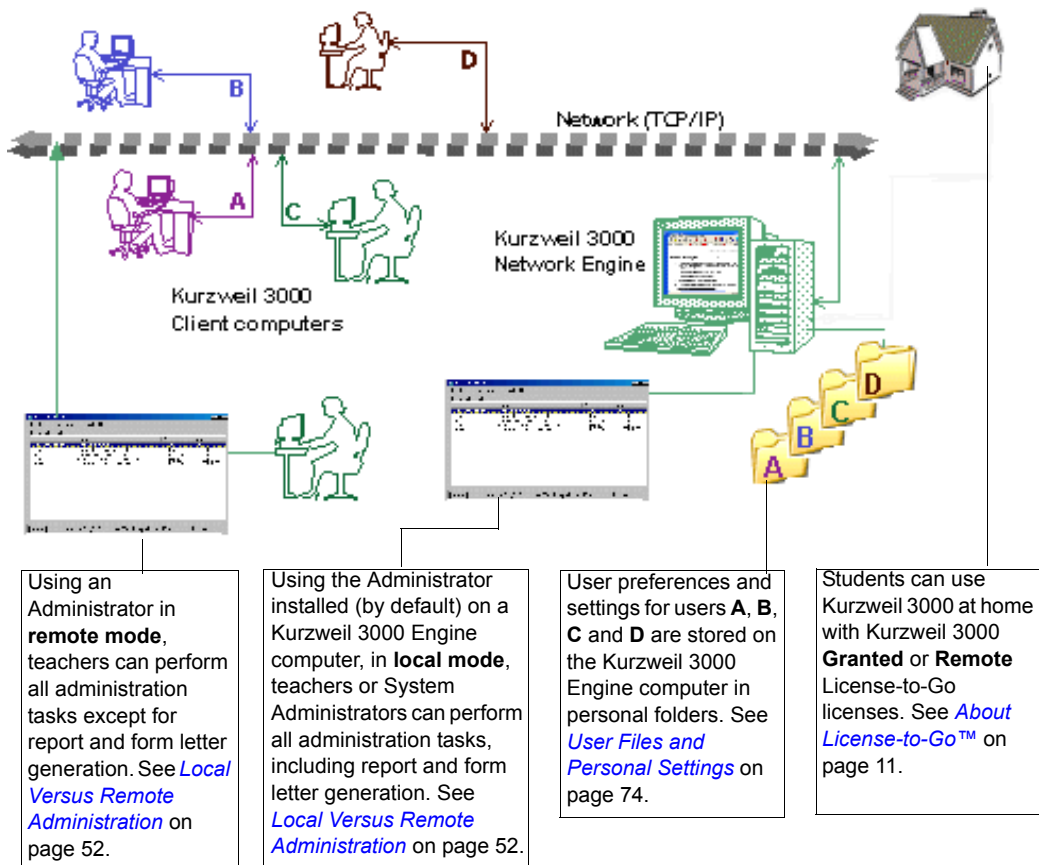 B
D
Network (TCP/IP)
A
C
Kurzweil 3000
Network Engine
Kurzweil 3000
Client computers
D
C
B
A
Using an
Administrator in
remote mode,
teachers can perform
all administration
tasks except for
report and form letter
generation. See Local
Versus Remote
Administration on
page 52.
Using the Administrator
installed (by default) on a
Kurzweil 3000 Engine
computer, in local mode,
teachers or System
Administrators can perform
all administration tasks,
including report and form
letter generation. See
Local Versus Remote
Administration on page 52.
User preferences and
settings for users A, B,
C and D are stored on
the Kurzweil 3000
Engine computer in
personal folders. See
User Files and
Personal Settings on
page 74.
Students can use
Kurzweil 3000 at home
with Kurzweil 3000
Granted or Remote
License-to-Go
licenses. See About
License-to-Go™ on
page 11.